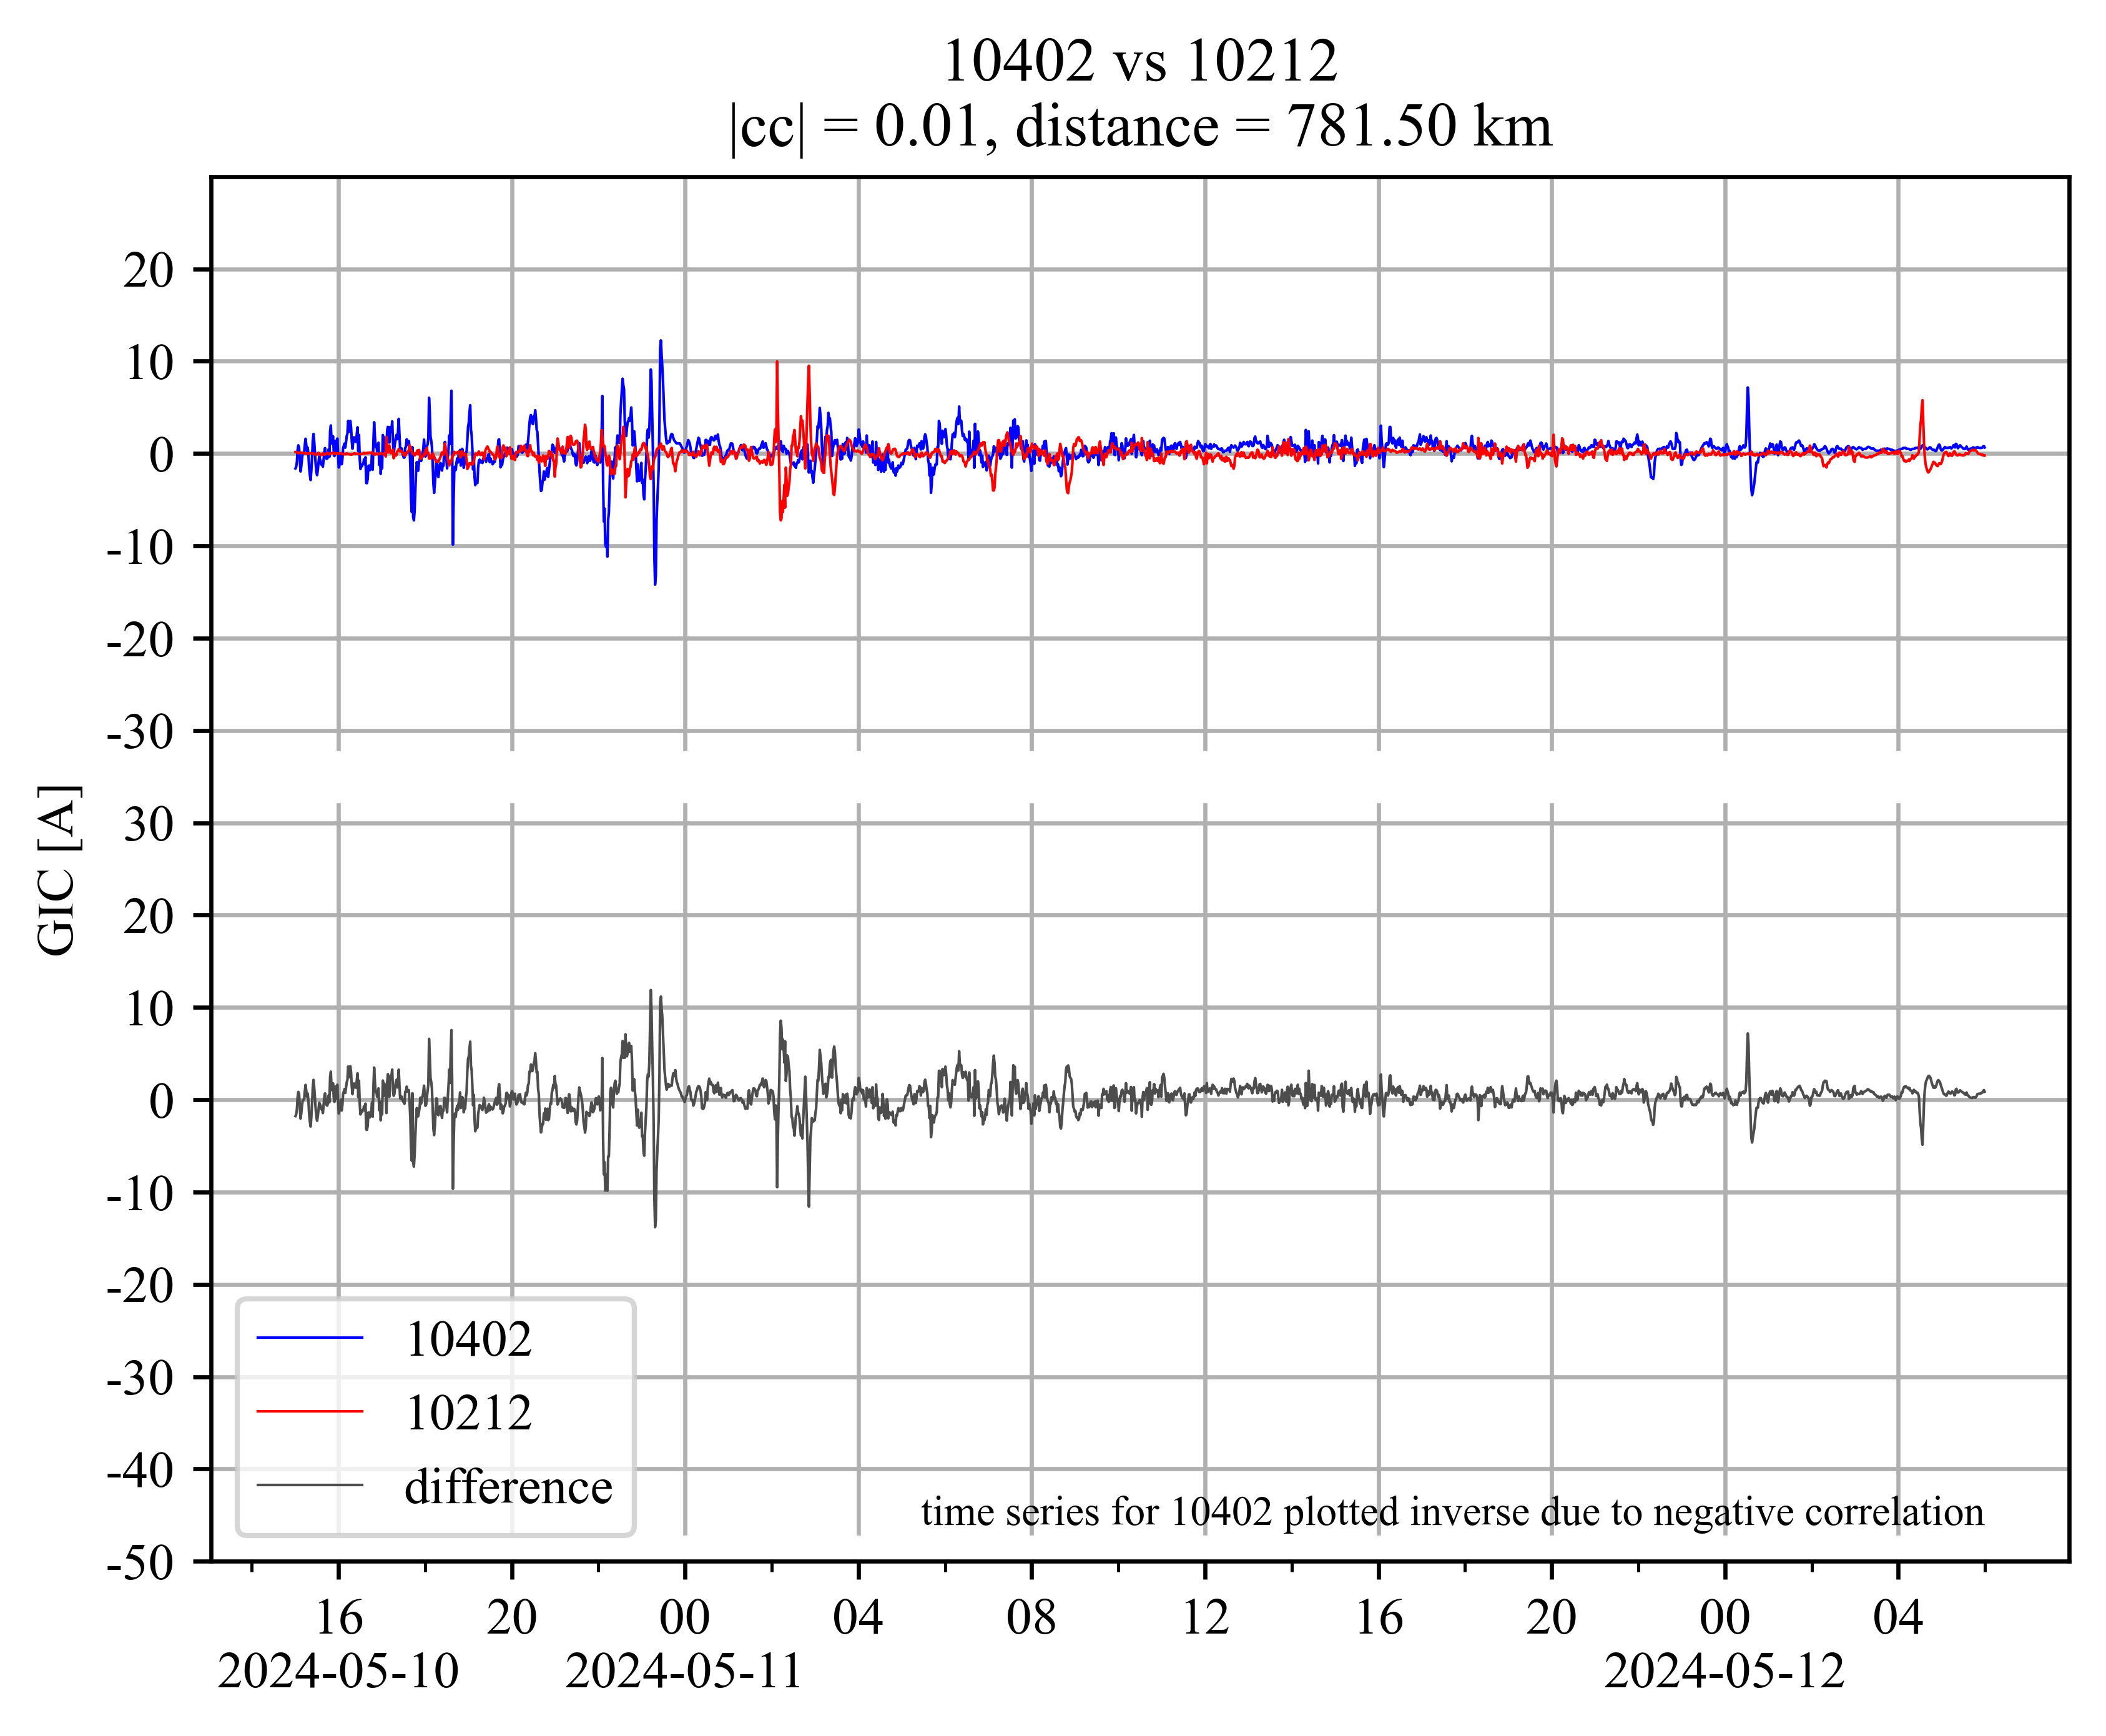 10402 vs 10212
|cc| = 0.01, distance = 781.50 km
20
10
0
-10
-20
-30
30
20
10
0
-10
-20
-30
-40
-50
GIC [A]
10402
10212
difference
time series for 10402 plotted inverse due to negative correlation
16 20 00 04 08 12 16 20 00 04
2024-05-10 2024-05-11 2024-05-12